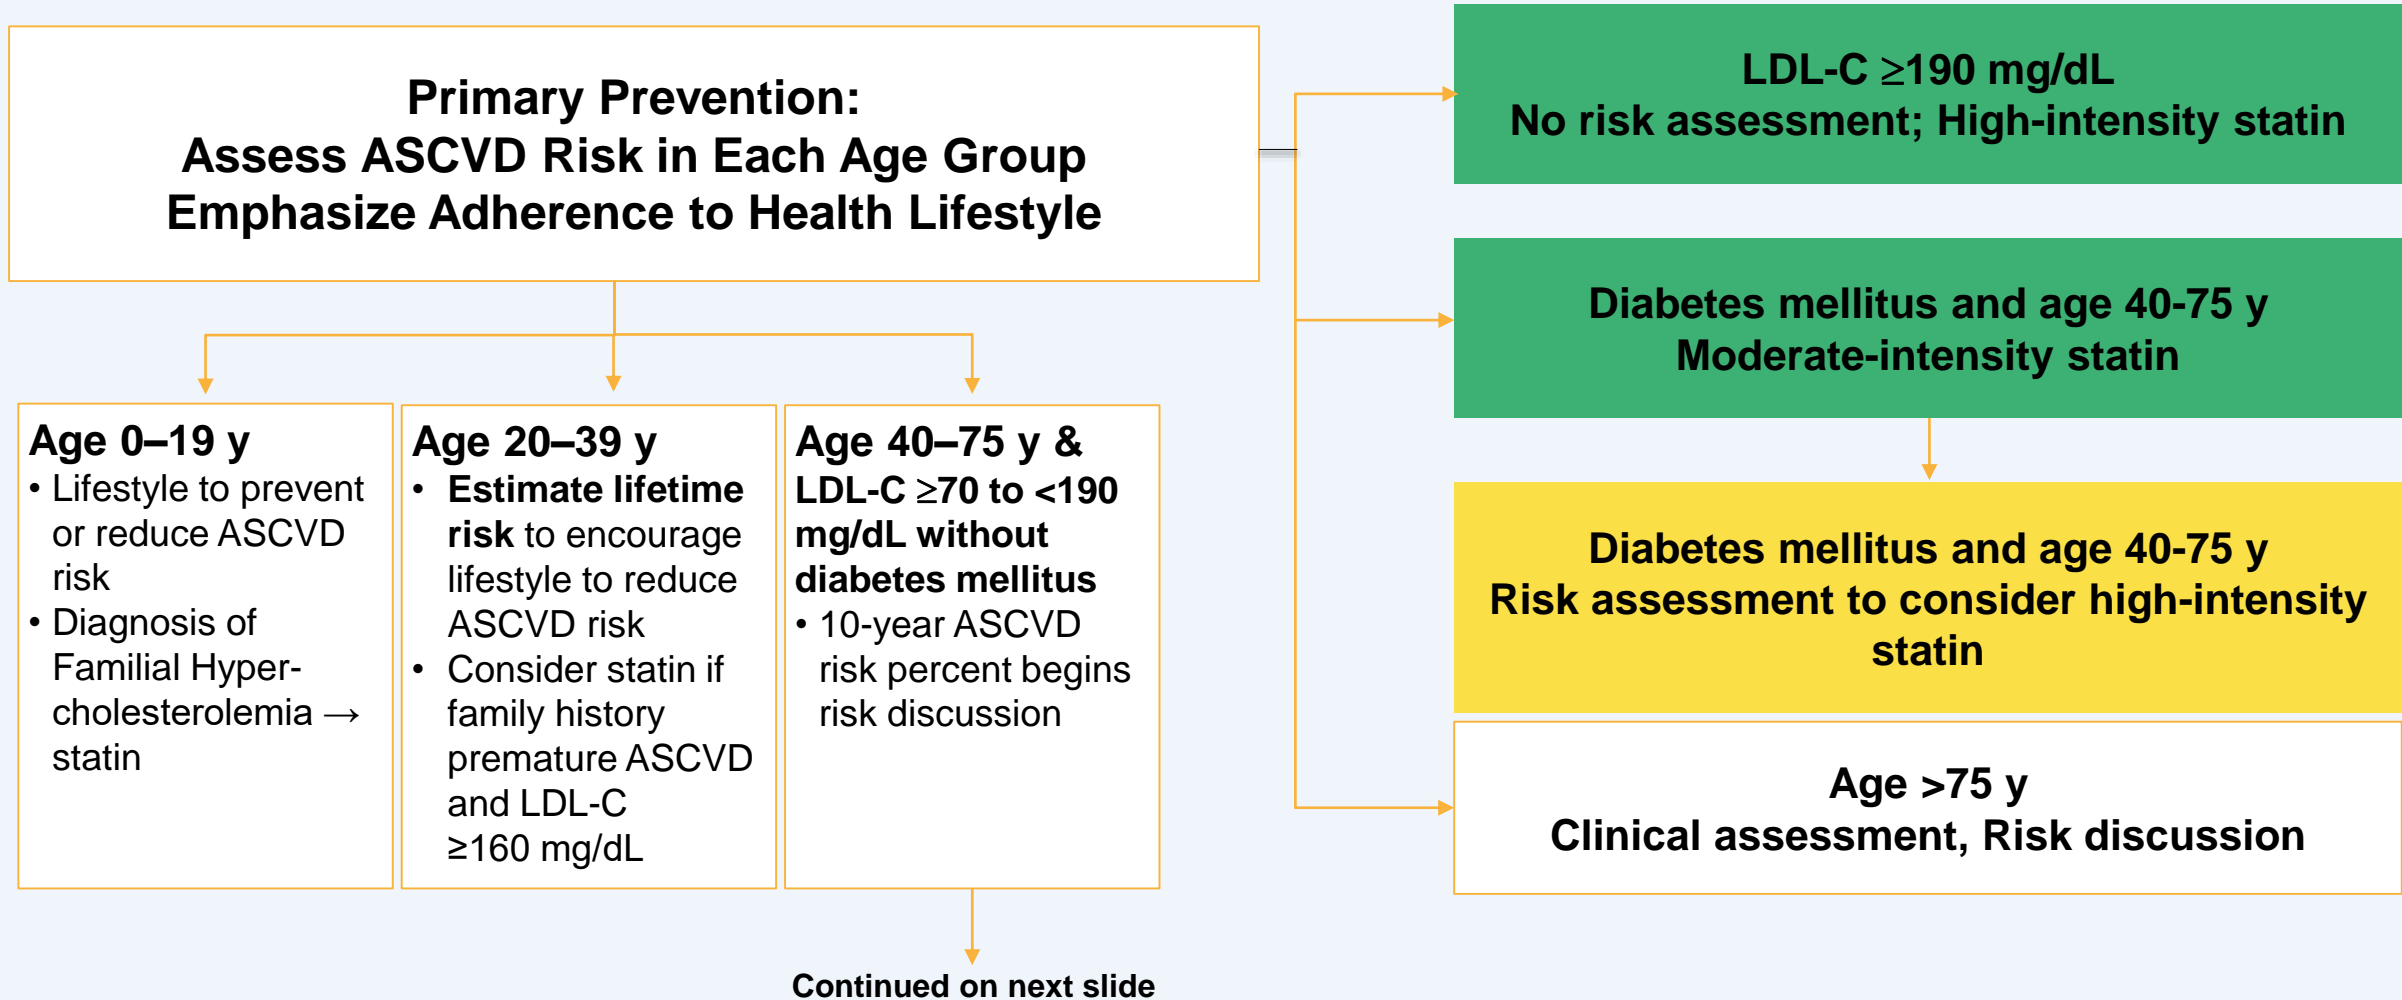 Primary Prevention:
Assess ASCVD Risk in Each Age Group
Emphasize Adherence to Health Lifestyle
LDL-C ≥190 mg/dL
No risk assessment; High-intensity statin
Diabetes mellitus and age 40-75 y
Moderate-intensity statin
Diabetes mellitus and age 40-75 y
Risk assessment to consider high-intensity
statin
Age >75 y
Clinical assessment, Risk discussion
Age 0–19 y
• Lifestyle to prevent
or reduce ASCVD
risk
• Diagnosis of
Familial Hyper-
cholesterolemia →
statin
Age 20–39 y
• Estimate lifetime
risk to encourage
lifestyle to reduce
ASCVD risk
• Consider statin if
family history
premature ASCVD
and LDL-C
≥160 mg/dL
Age 40–75 y &
LDL-C ≥70 to <190
mg/dL without
diabetes mellitus
• 10-year ASCVD
risk percent begins
risk discussion
Continued on next slide